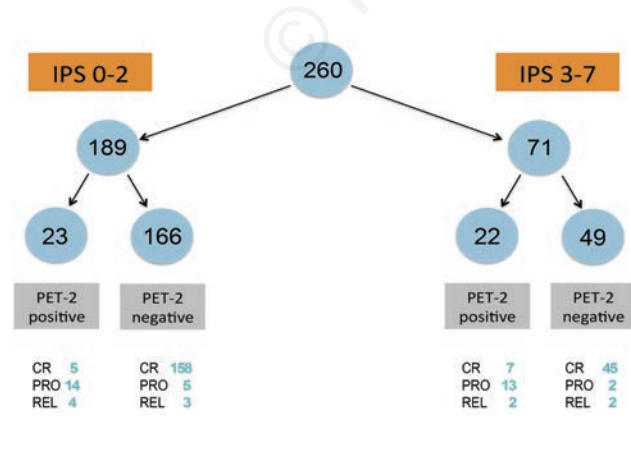 ©
IPS 0-2
260
IPS 3-7
189
71
23
166
22
49
PET-2
positive
PET-2
negative
PET-2
positive
PET-2
negative
CR 5
PRO 14
REL 4
CR 158
PRO 5
REL 3
CR 7
PRO 13
REL 2
CR 45
PRO 2
REL 2